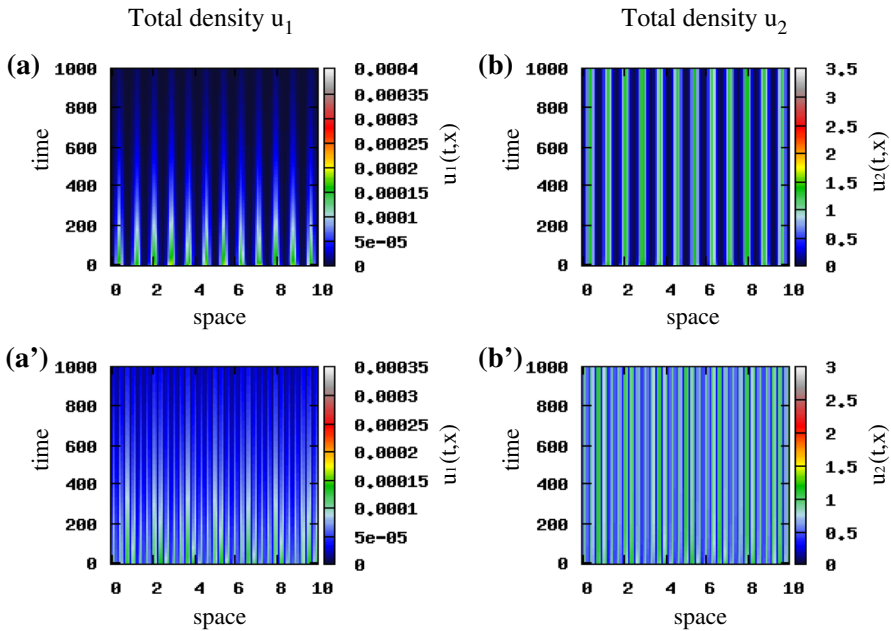 Total density u1 Total density u2
(a) (b)
1000 800 600 400 200 0
time
0 2 4 6 8 10
space
0.0004 0.00035 0.0003 0.00025 0.0002 0.00015 0.0001 5e-05 0
u1(t,x)
1000 800 600 400 200 0
time
0 2 4 6 8 10
space
3.5 3 2.5 2 1.5 1 0.5 0
u2(t,x)
(a') (b')
1000 800 600 400 200 0
time
0 2 4 6 8 10
space
0.00035 0.0003 0.00025 0.0002 0.00015 0.0001 5e-05 0
u1(t,x)
1000 800 600 400 200 0
time
0 2 4 6 8 10
space
3 2.5 2 1.5 1 0.5 0
u2(t,x)